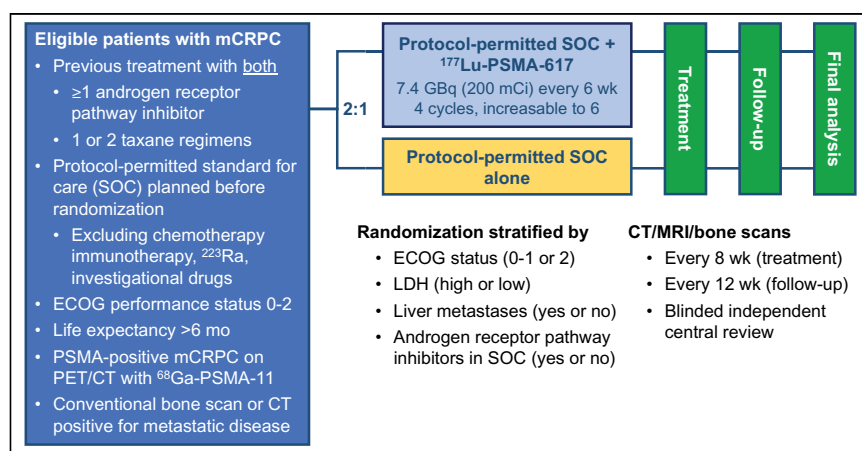 Eligible patients with mCRPC
• Previous treatment with both
• ≥1 androgen receptor
pathway inhibitor
• 1 or 2 taxane regimens
• Protocol-permitted standard for
care (SOC) planned before
randomization
• Excluding chemotherapy
immunotherapy, ²²³Ra,
investigational drugs
• ECOG performance status 0-2
• Life expectancy >6 mo
• PSMA-positive mCRPC on
PET/CT with ⁶⁸Ga-PSMA-11
• Conventional bone scan or CT
positive for metastatic disease
2:1
Protocol-permitted SOC +
¹⁷⁷Lu-PSMA-617
7.4 GBq (200 mCi) every 6 wk
4 cycles, increasable to 6
Protocol-permitted SOC
alone
Treatment
Follow-up
Final analysis
Randomization stratified by
• ECOG status (0-1 or 2)
• LDH (high or low)
• Liver metastases (yes or no)
• Androgen receptor pathway
inhibitors in SOC (yes or no)
CT/MRI/bone scans
• Every 8 wk (treatment)
• Every 12 wk (follow-up)
• Blinded independent
central review